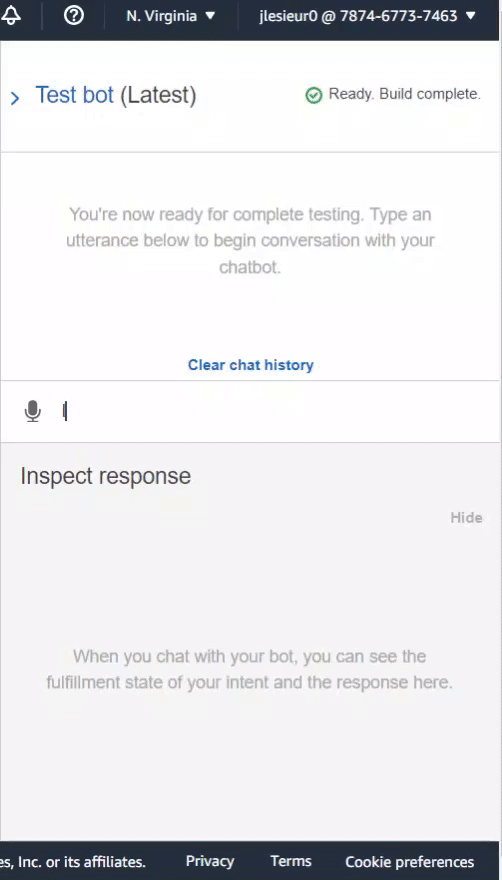 N. Virginia ▼ jlesieur0 @ 7874-6773-7463 ▼
Test bot (Latest) Ready. Build complete.
You're now ready for complete testing. Type an
utterance below to begin conversation with your
chatbot.
Clear chat history
I
Inspect response
Hide
When you chat with your bot, you can see the
fulfillment state of your intent and the response here.
es, Inc. or its affiliates. Privacy Terms Cookie preferences